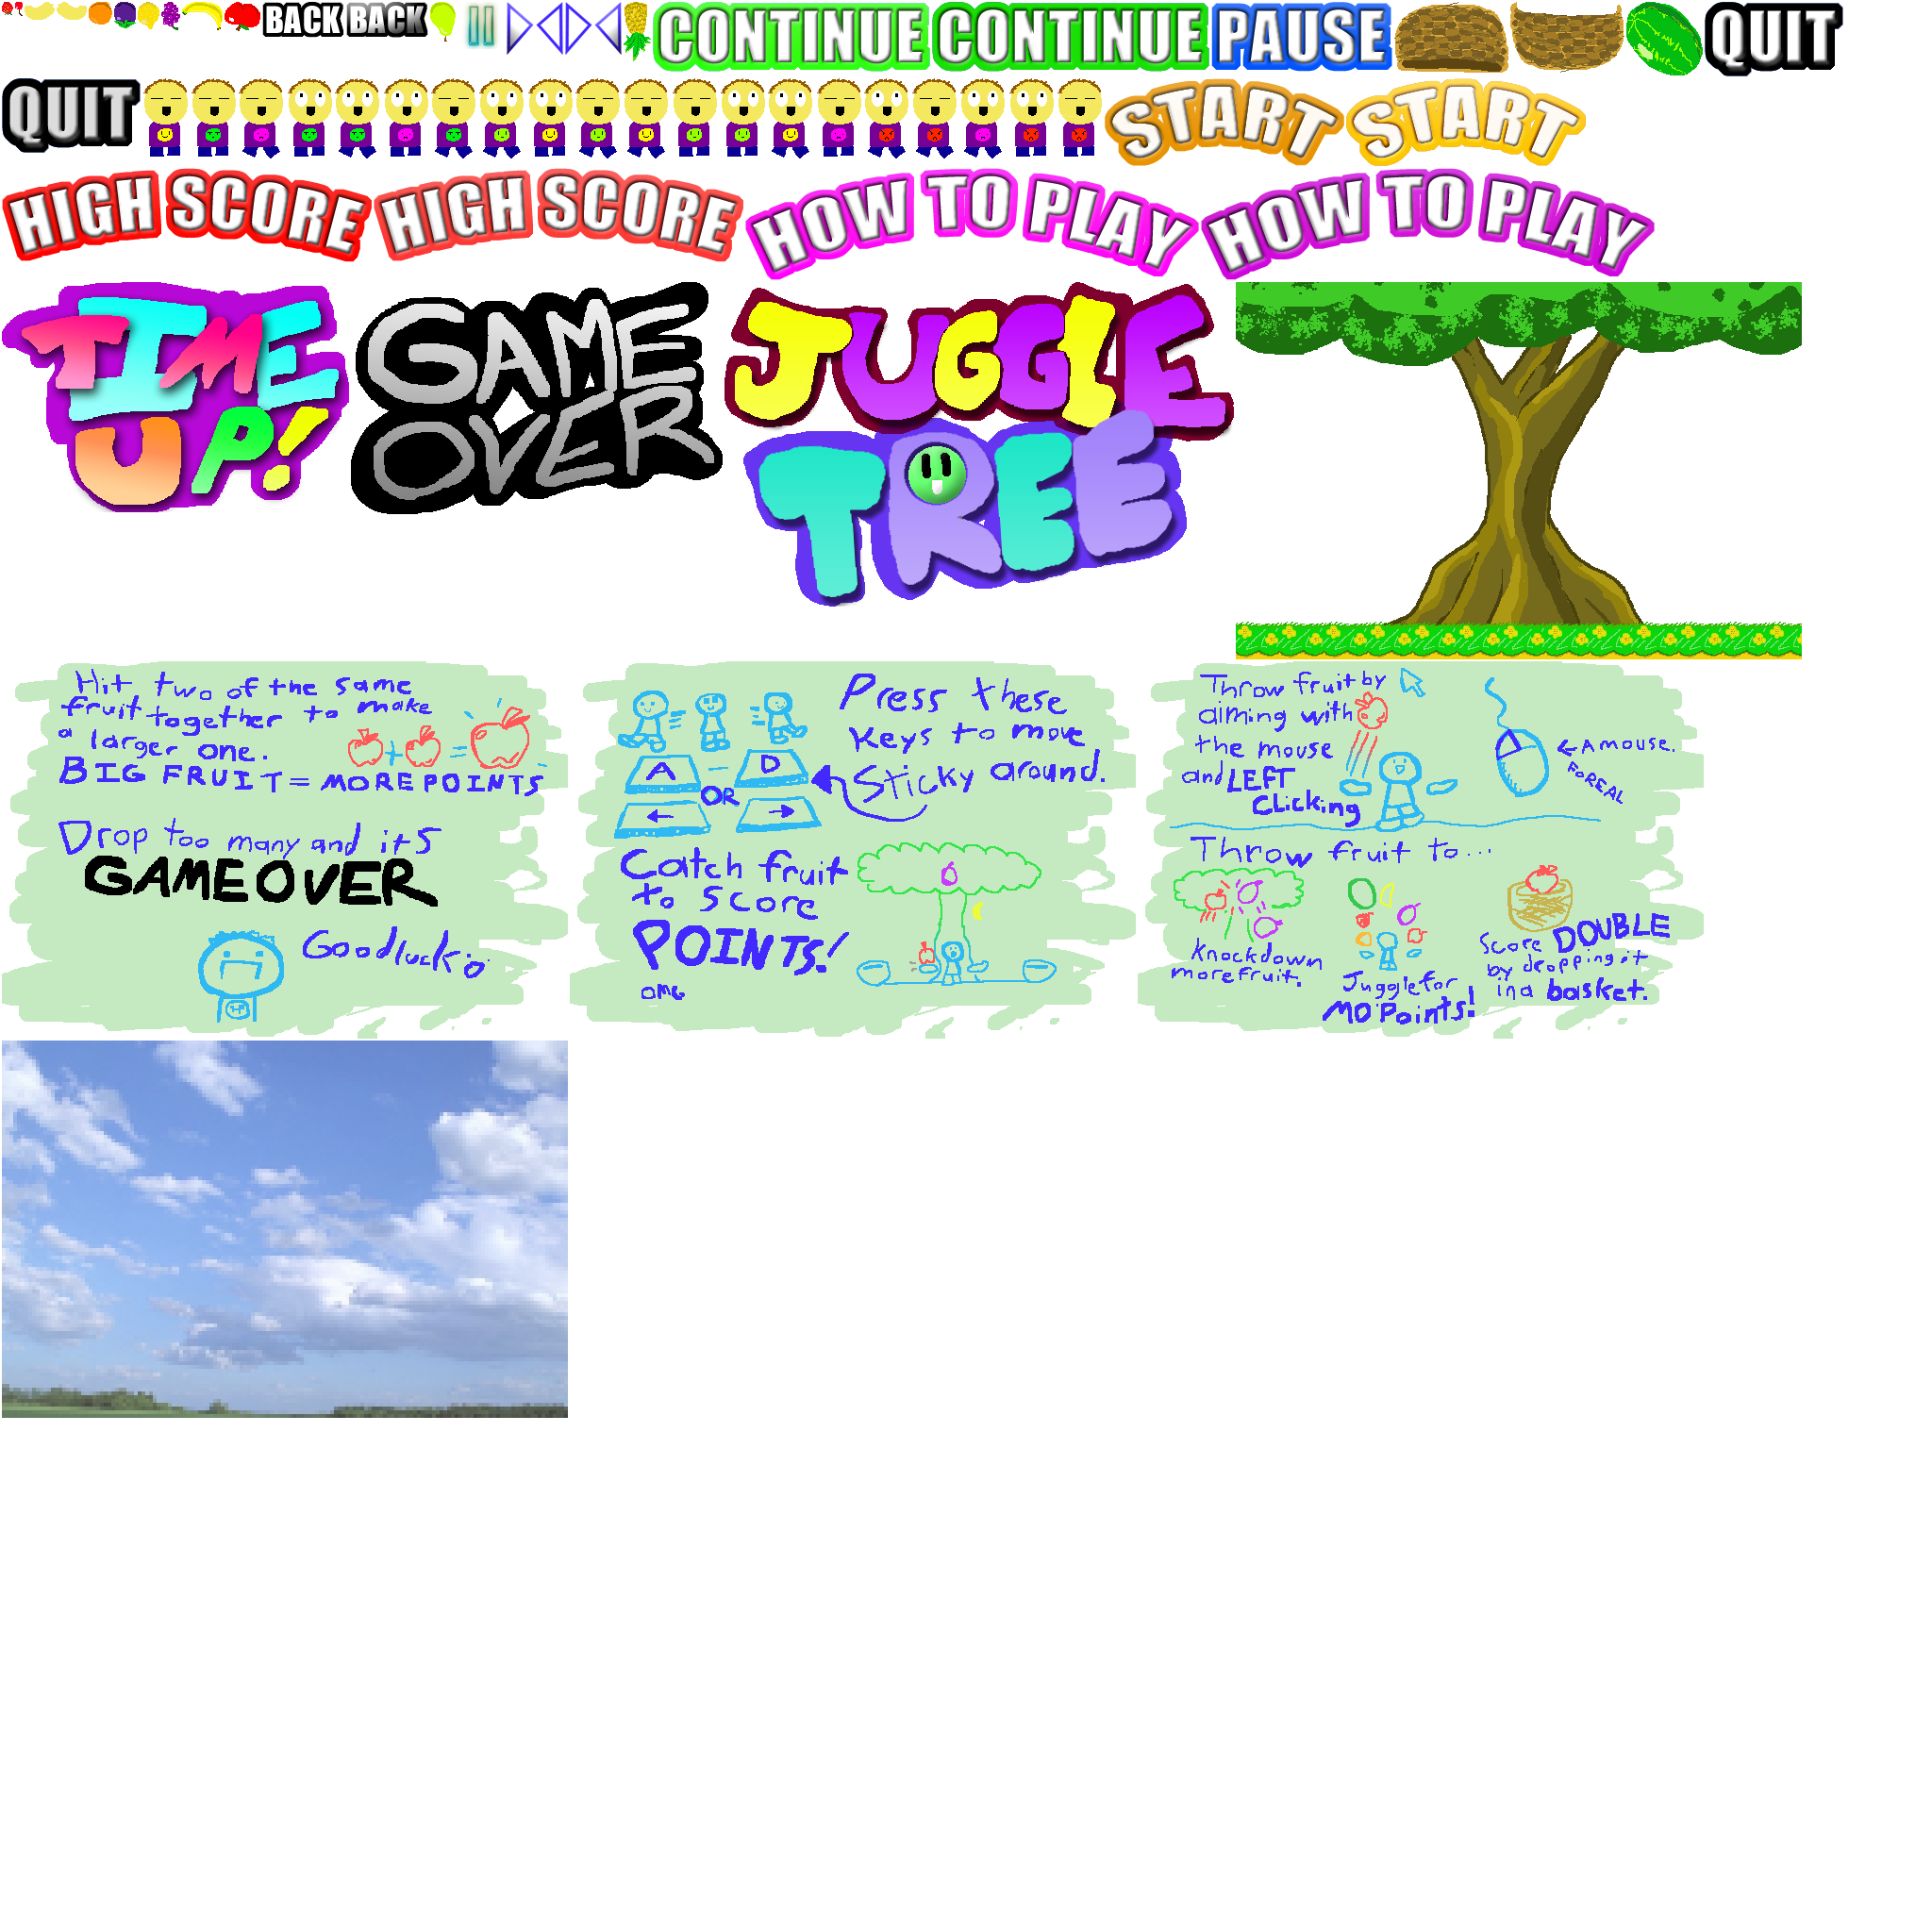 BACK BACK
CONTINUE CONTINUE PAUSE
QUIT
QUIT
START START
HIGH SCORE HIGH SCORE HOW TO PLAY HOW TO PLAY
TIME
UP!
GAME
OVER
JUGGLE
TREE
Hit two of the same
fruit together to make
a larger one.
+ =
BIG FRUIT = MORE POINTS
Drop too many and its
GAME OVER
Good luck.
Press these
keys to move
Sticky around.
A - D
OR
← →
Catch fruit
to score
POINTS!
OMG
Throw fruit by
aiming with
the mouse
and LEFT
Clicking
← A MOUSE.
FOREAL
Throw fruit to...
Knockdown
more fruit.
Juggle for
MO' Points!
Score DOUBLE
by dropping it
in a basket.